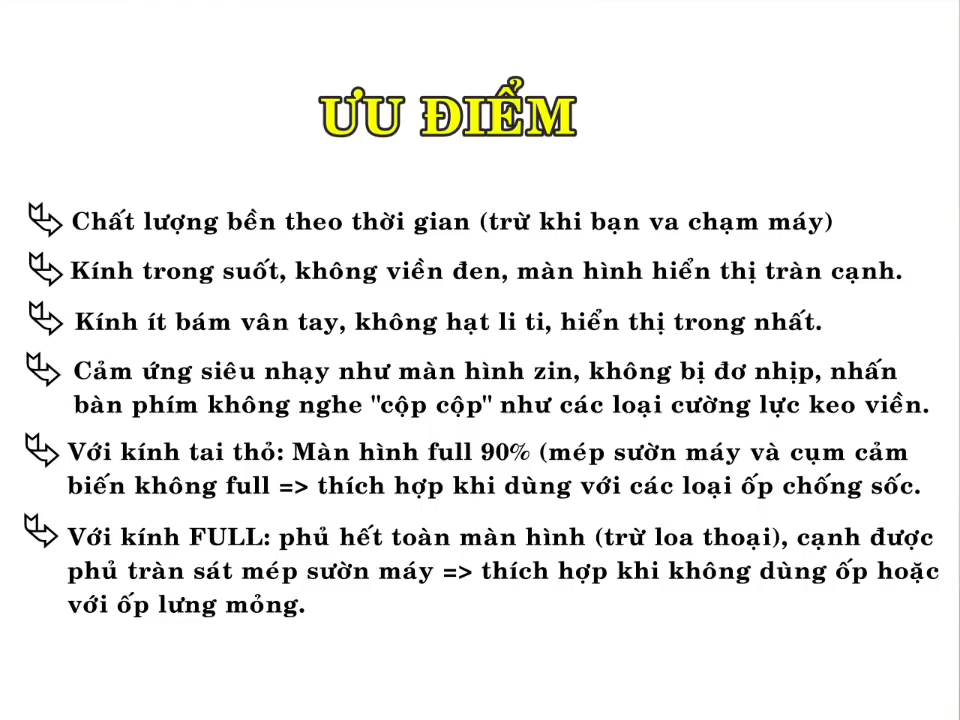 ƯU ĐIỂM
Chất lượng bền theo thời gian (trừ khi bạn va chạm máy)
Kính trong suốt, không viền đen, màn hình hiển thị tràn cạnh.
Kính ít bám vân tay, không hạt li ti, hiển thị trong nhất.
Cảm ứng siêu nhạy như màn hình zin, không bị đơ nhịp, nhấn
bàn phím không nghe "cộp cộp" như các loại cường lực keo viền.
Với kính tai thỏ: Màn hình full 90% (mép sườn máy và cụm cảm
biến không full => thích hợp khi dùng với các loại ốp chống sốc.
Với kính FULL: phủ hết toàn màn hình (trừ loa thoại), cạnh được
phủ tràn sát mép sườn máy => thích hợp khi không dùng ốp hoặc
với ốp lưng mỏng.